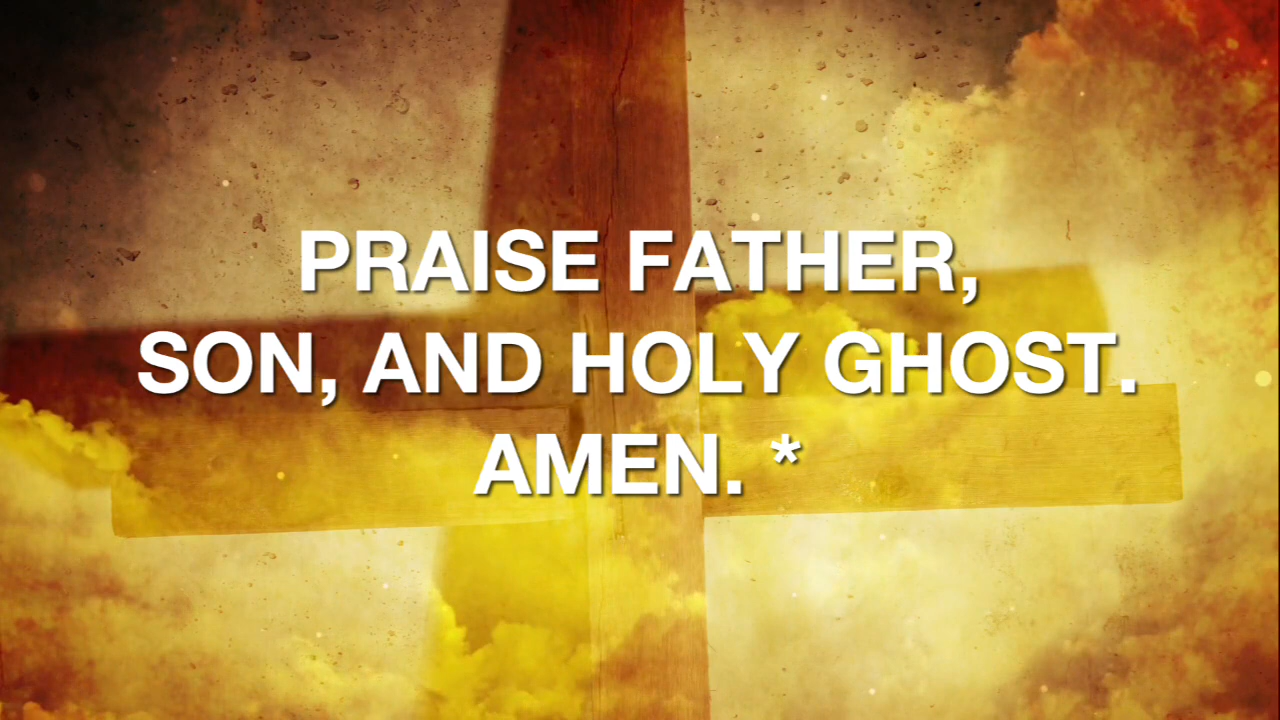 PRAISE FATHER,
SON, AND HOLY GHOST.
AMEN. *